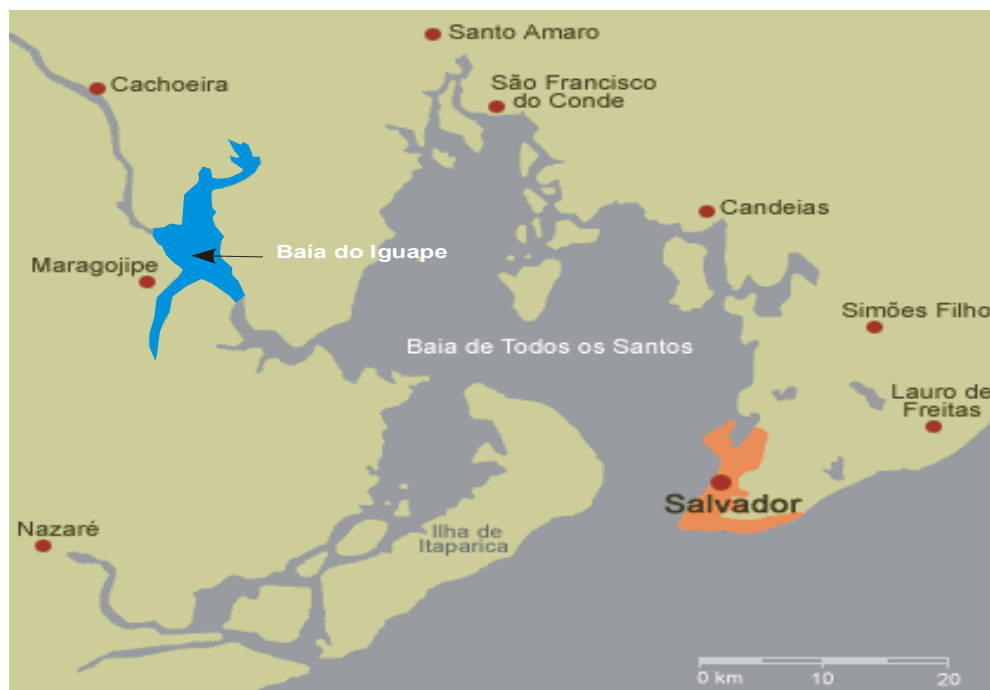 Santo Amaro
Cachoeira
São Francisco
do Conde
Candeias
Baía do Iguape
Maragojipe
Simões Filho
Baia de Todos os Santos
Lauro de
Freitas
Salvador
Nazaré
Ilha de
Itaparica
0 km 10 20